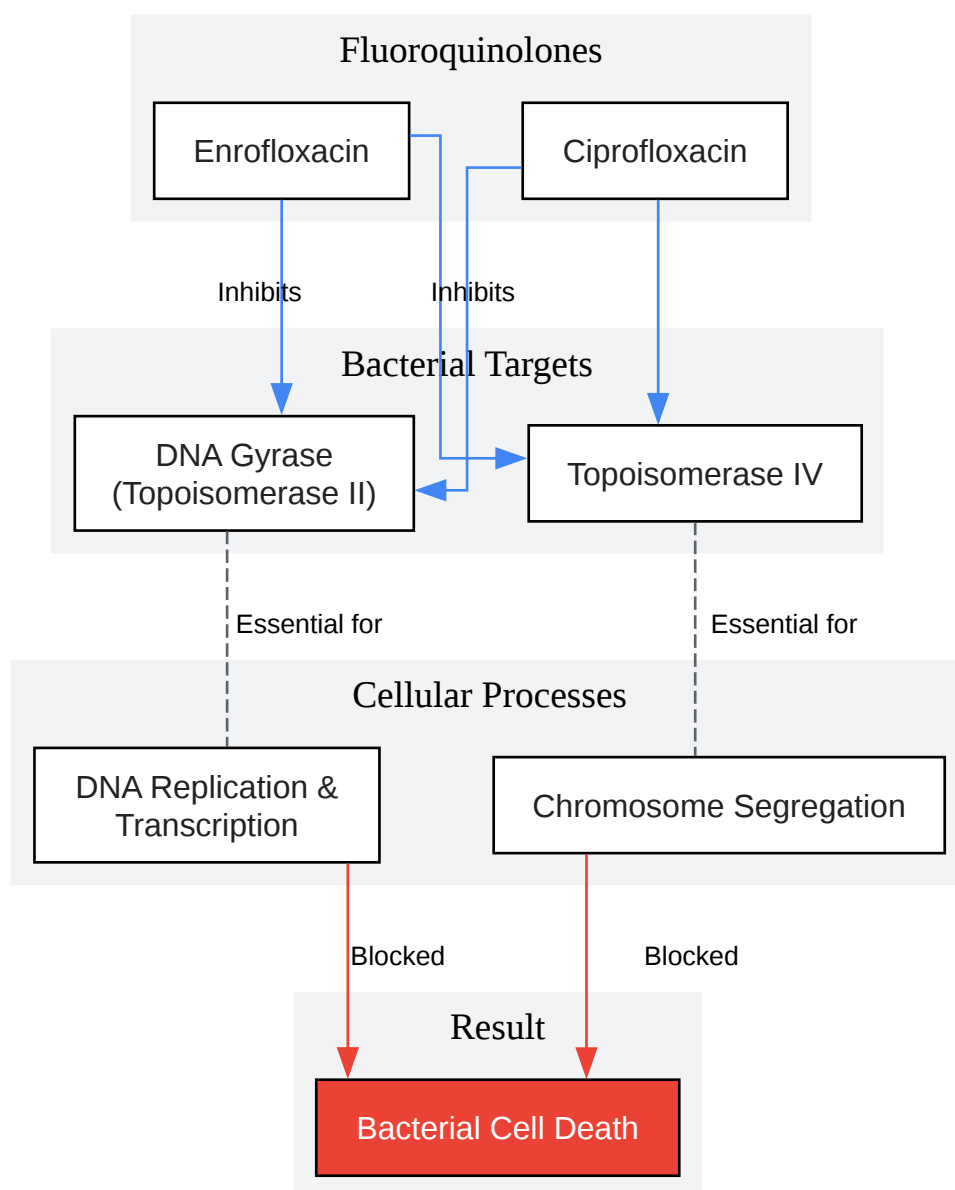 Fluoroquinolones
Enrofloxacin
Ciprofloxacin
Inhibits
Inhibits
Bacterial Targets
DNA Gyrase
(Topoisomerase II)
Topoisomerase IV
Essential for
Essential for
Cellular Processes
DNA Replication &
Transcription
Chromosome Segregation
Blocked
Blocked
Result
Bacterial Cell Death